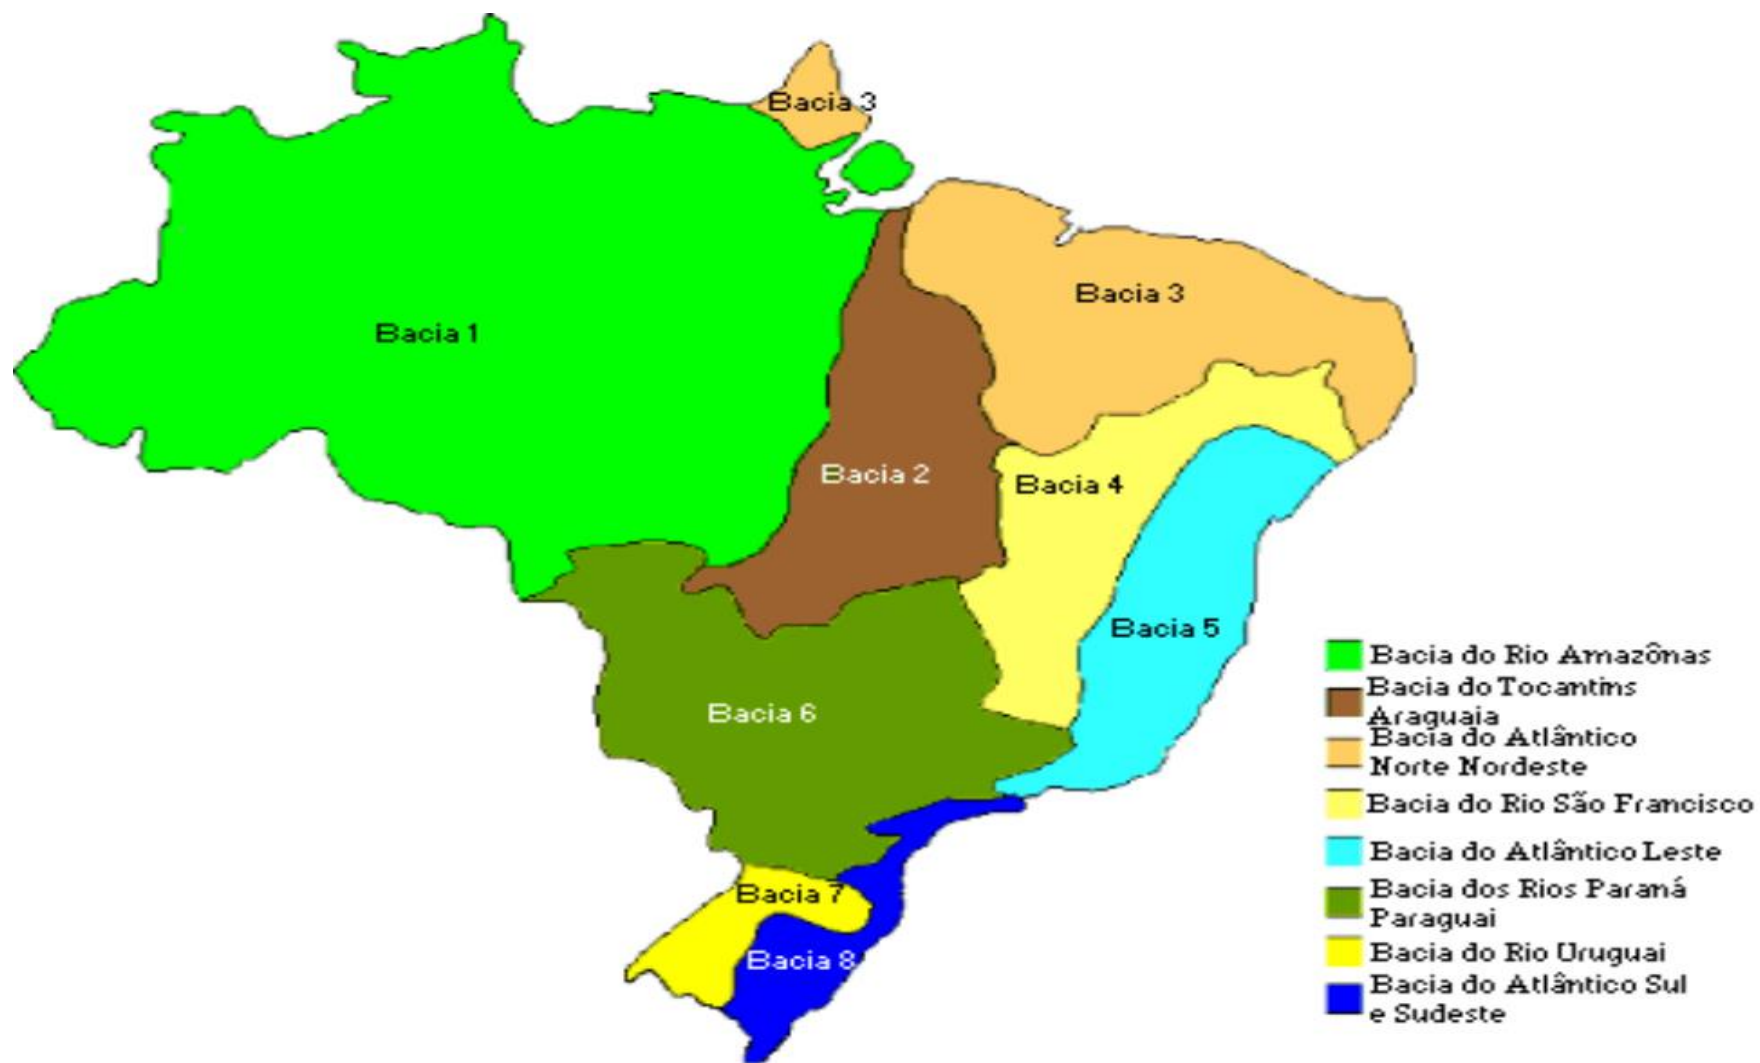 Bacia 3
Bacia 3
Bacia 1
Bacia 2
Bacia 4
Bacia 5
Bacia 6
Bacia 7
Bacia 8
Bacia do Rio Amazônas
Bacia do Tocantins
Araguaia
Bacia do Atlântico
Norte Nordeste
Bacia do Rio São Francisco
Bacia do Atlântico Leste
Bacia dos Rios Paraná
Paraguai
Bacia do Rio Uruguai
Bacia do Atlântico Sul
e Sudeste